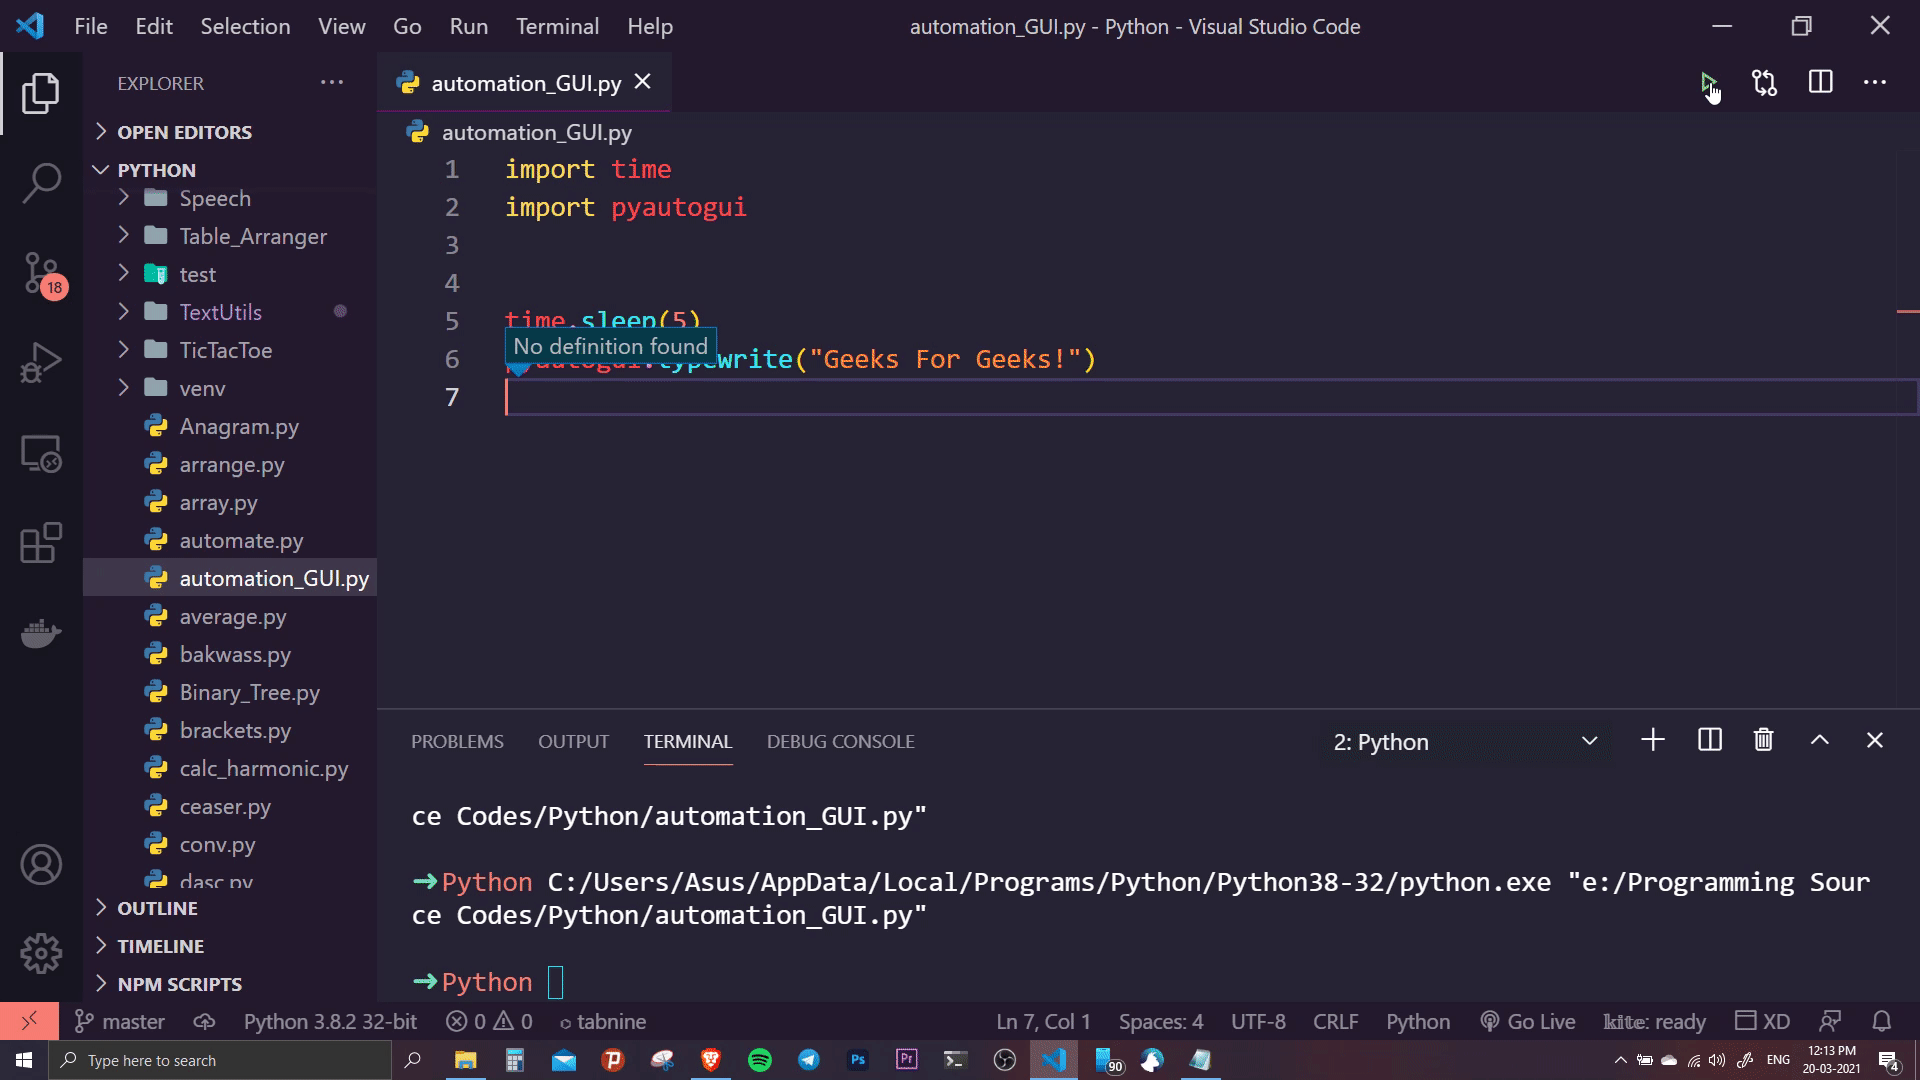 File Edit Selection View Go Run Terminal Help
automation_GUI.py - Python - Visual Studio Code
EXPLORER
OPEN EDITORS
PYTHON
Speech
Table_Arranger
test
TextUtils
TicTacToe
venv
Anagram.py
arrange.py
array.py
automate.py
automation_GUI.py
average.py
bakwass.py
Binary_Tree.py
brackets.py
calc_harmonic.py
ceaser.py
conv.py
dasc.py
OUTLINE
TIMELINE
NPM SCRIPTS
18
automation_GUI.py
automation_GUI.py
1 import time
2 import pyautogui
3
4
5 time.sleep(5)
No definition found
6 pyautogui.typewrite("Geeks For Geeks!")
7
PROBLEMS OUTPUT TERMINAL DEBUG CONSOLE
2: Python
ce Codes/Python/automation_GUI.py"
➜Python C:/Users/Asus/AppData/Local/Programs/Python/Python38-32/python.exe "e:/Programming Sour
ce Codes/Python/automation_GUI.py"
➜Python
master Python 3.8.2 32-bit 0 0 tabnine
Ln 7, Col 1 Spaces: 4 UTF-8 CRLF Python Go Live kite: ready XD
Type here to search
Ps Pr 90
ENG
12:13 PM
20-03-2021
4